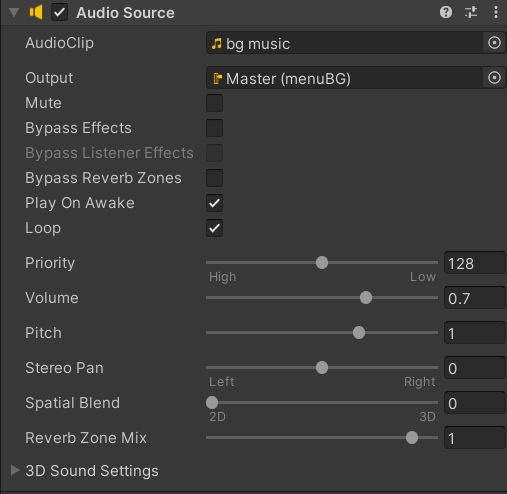 Audio Source
AudioClip bg music
Output Master (menuBG)
Mute
Bypass Effects
Bypass Listener Effects
Bypass Reverb Zones
Play On Awake
Loop
Priority 128
High Low
Volume 0.7
Pitch 1
Stereo Pan 0
Left Right
Spatial Blend 0
2D 3D
Reverb Zone Mix 1
3D Sound Settings